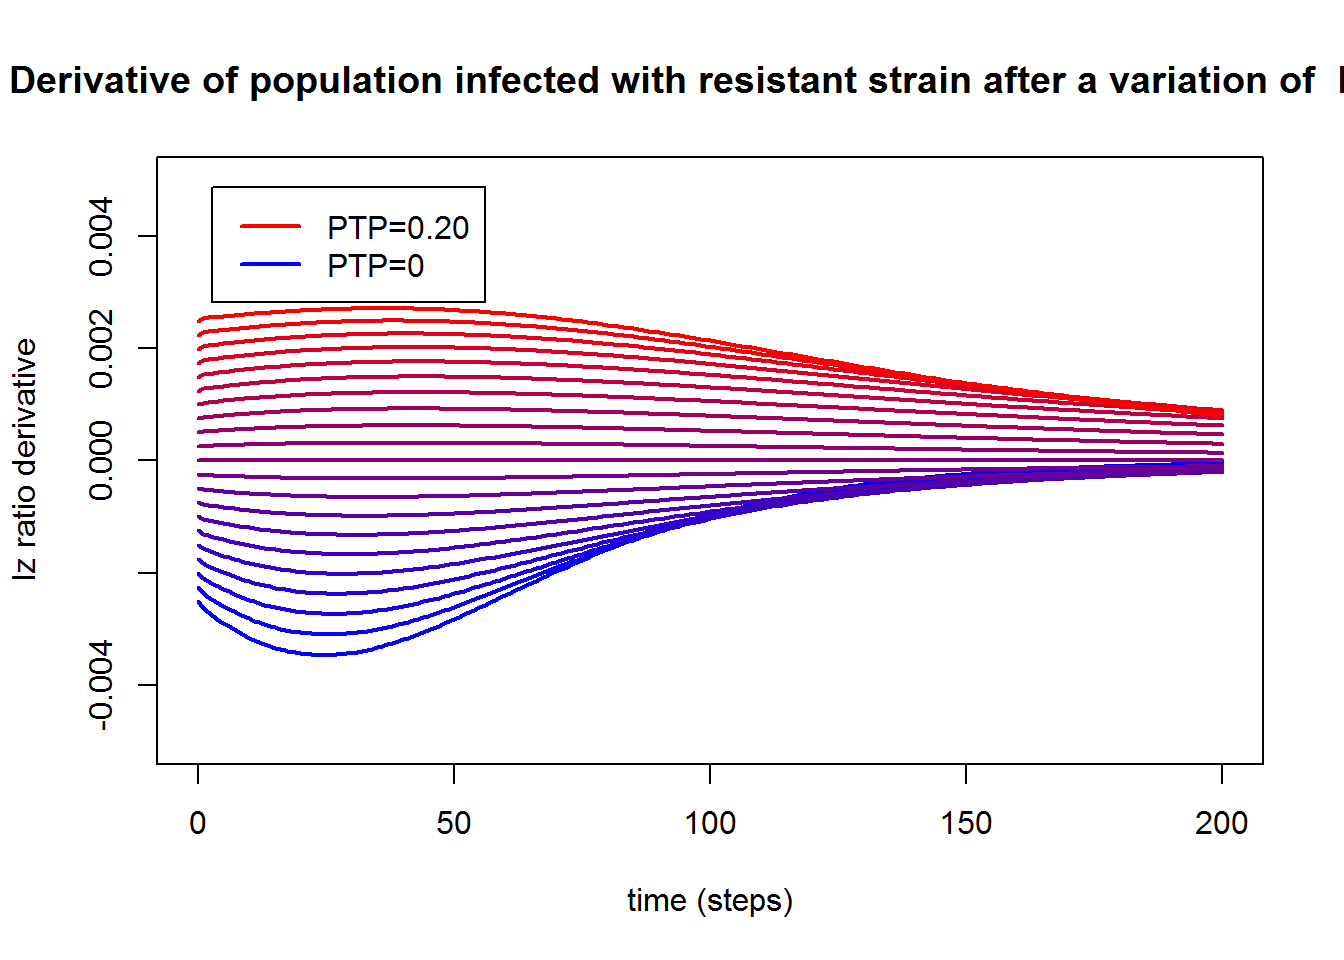 Derivative of population infected with resistant strain after a variation of
PTP=0.20
PTP=0
Iz ratio derivative
0.004
0.002
0.000
-0.004
0
50
100
150
200
time (steps)